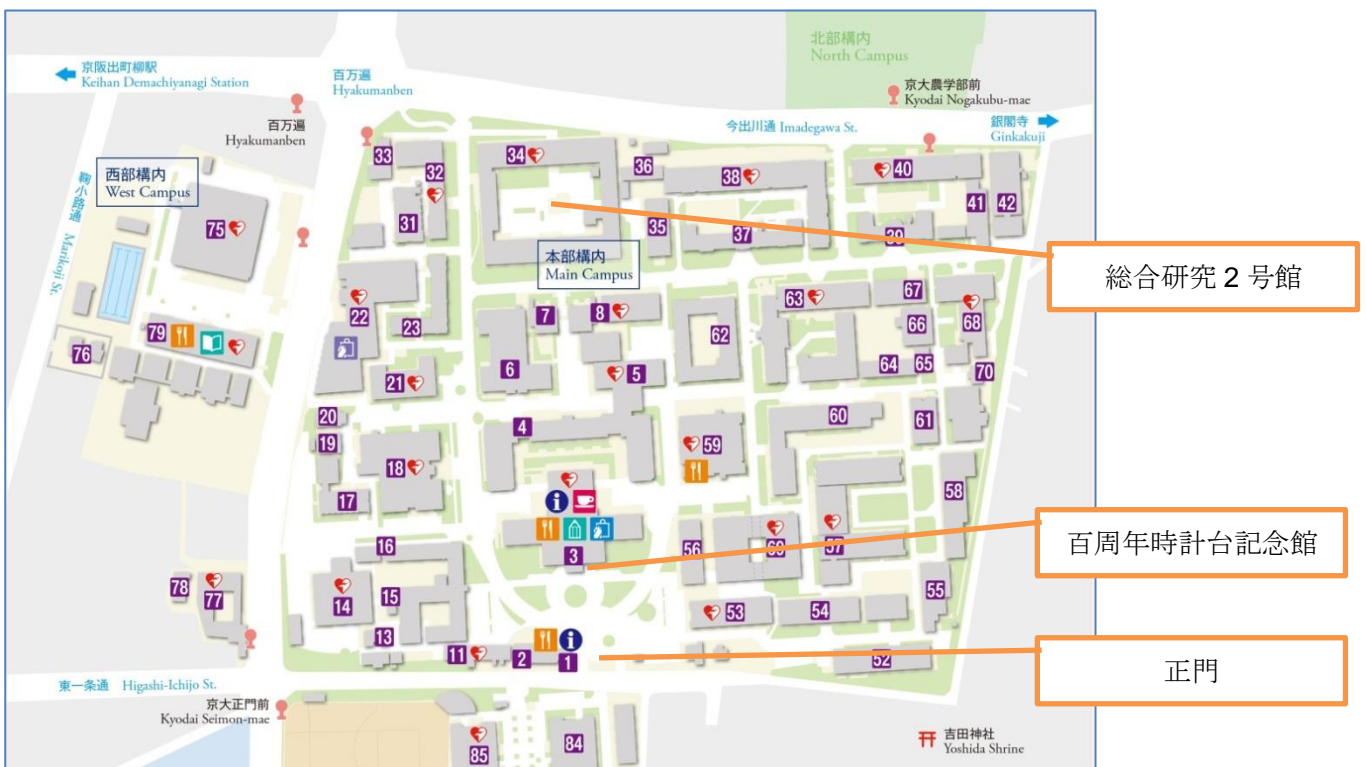 北部構内
North Campus
京阪出町柳駅
Keihan Demachiyanagi Station
百万遍
Hyakumanben
京大農学部前
Kyodai Nogakubu-mae
百万遍
Hyakumanben
今出川通 Imadegawa St.
銀閣寺
Ginkakuji
西部構内
West Campus
鞠小路通 Marikoji St.
本部構内
Main Campus
33
32
31
34
36
38
40
35
37
39
41
42
75
22
23
7
8
62
63
67
66
68
79
76
21
6
5
64
65
70
20
19
4
60
61
18
59
17
58
16
3
56
69
57
78
77
14
15
53
54
55
13
11
2
1
52
東一条通 Higashi-Ichijo St.
京大正門前
Kyodai Seimon-mae
85
84
吉田神社
Yoshida Shrine
総合研究 2 号館
百周年時計台記念館
正門